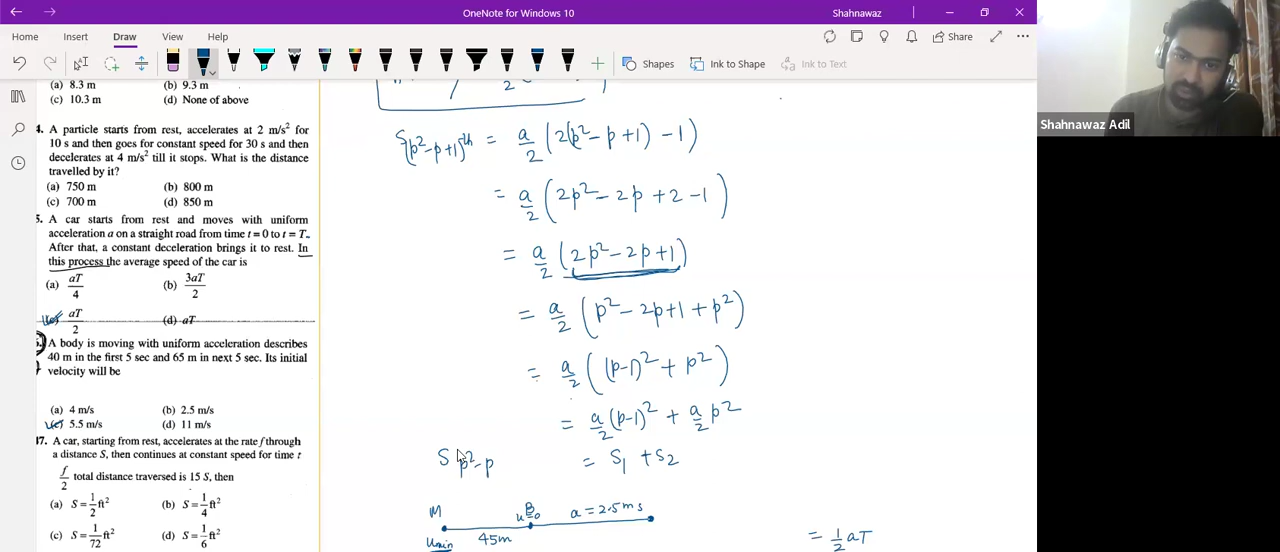 OneNote for Windows 10
Shahnawaz
Home Insert Draw View Help
Share
Shapes
Ink to Shape
Ink to Text
Shahnawaz Adil
(a) 8.3 m (b) 9.3 m
(c) 10.3 m (d) None of above
4. A particle starts from rest, accelerates at 2 m/s² for
10 s and then goes for constant speed for 30 s and then
decelerates at 4 m/s² till it stops. What is the distance
travelled by it?
(a) 750 m (b) 800 m
(c) 700 m (d) 850 m
5. A car starts from rest and moves with uniform
acceleration a on a straight road from time t = 0 to t = T.
After that, a constant deceleration brings it to rest. In
this process the average speed of the car is
(a) aT/4 (b) 3aT/2
(c) aT/2 (d) aT
A body is moving with uniform acceleration describes
40 m in the first 5 sec and 65 m in next 5 sec. Its initial
velocity will be
(a) 4 m/s (b) 2.5 m/s
(c) 5.5 m/s (d) 11 m/s
37. A car, starting from rest, accelerates at the rate f through
a distance S, then continues at constant speed for time t
f/2 total distance traversed is 15 S, then
(a) S = 1/2 ft² (b) S = 1/4 ft²
(c) S = 1/72 ft² (d) S = 1/6 ft²
S(p²-p+1)th = a/2 (2(p²-p+1) -1)
= a/2 (2p²-2p+2-1)
= a/2 (2p²-2p+1)
= a/2 (p²-2p+1+p²)
= a/2 ((p-1)²+p²)
= a/2 (p-1)² + a/2 p²
S p²-p = S₁ + S₂
M B a = 2.5 ms
u=0
umin 45m
= 1/2 aT